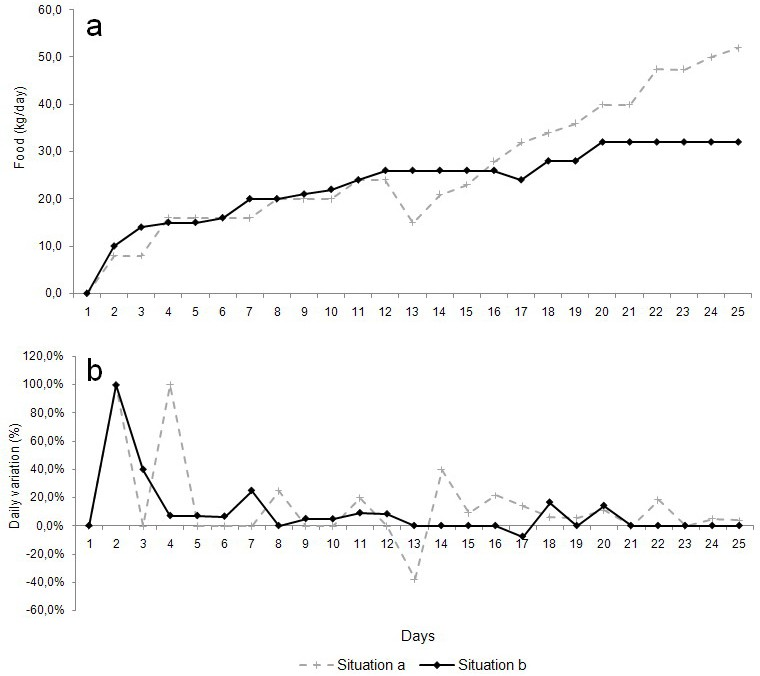 a
Food (kg/day)
60,0
50,0
40,0
30,0
20,0
10,0
0,0
1 2 3 4 5 6 7 8 9 10 11 12 13 14 15 16 17 18 19 20 21 22 23 24 25
b
Daily variation (%)
120,0%
100,0%
80,0%
60,0%
40,0%
20,0%
0,0%
-20,0%
-40,0%
-60,0%
1 2 3 4 5 6 7 8 9 10 11 12 13 14 15 16 17 18 19 20 21 22 23 24 25
Days
Situation a Situation b